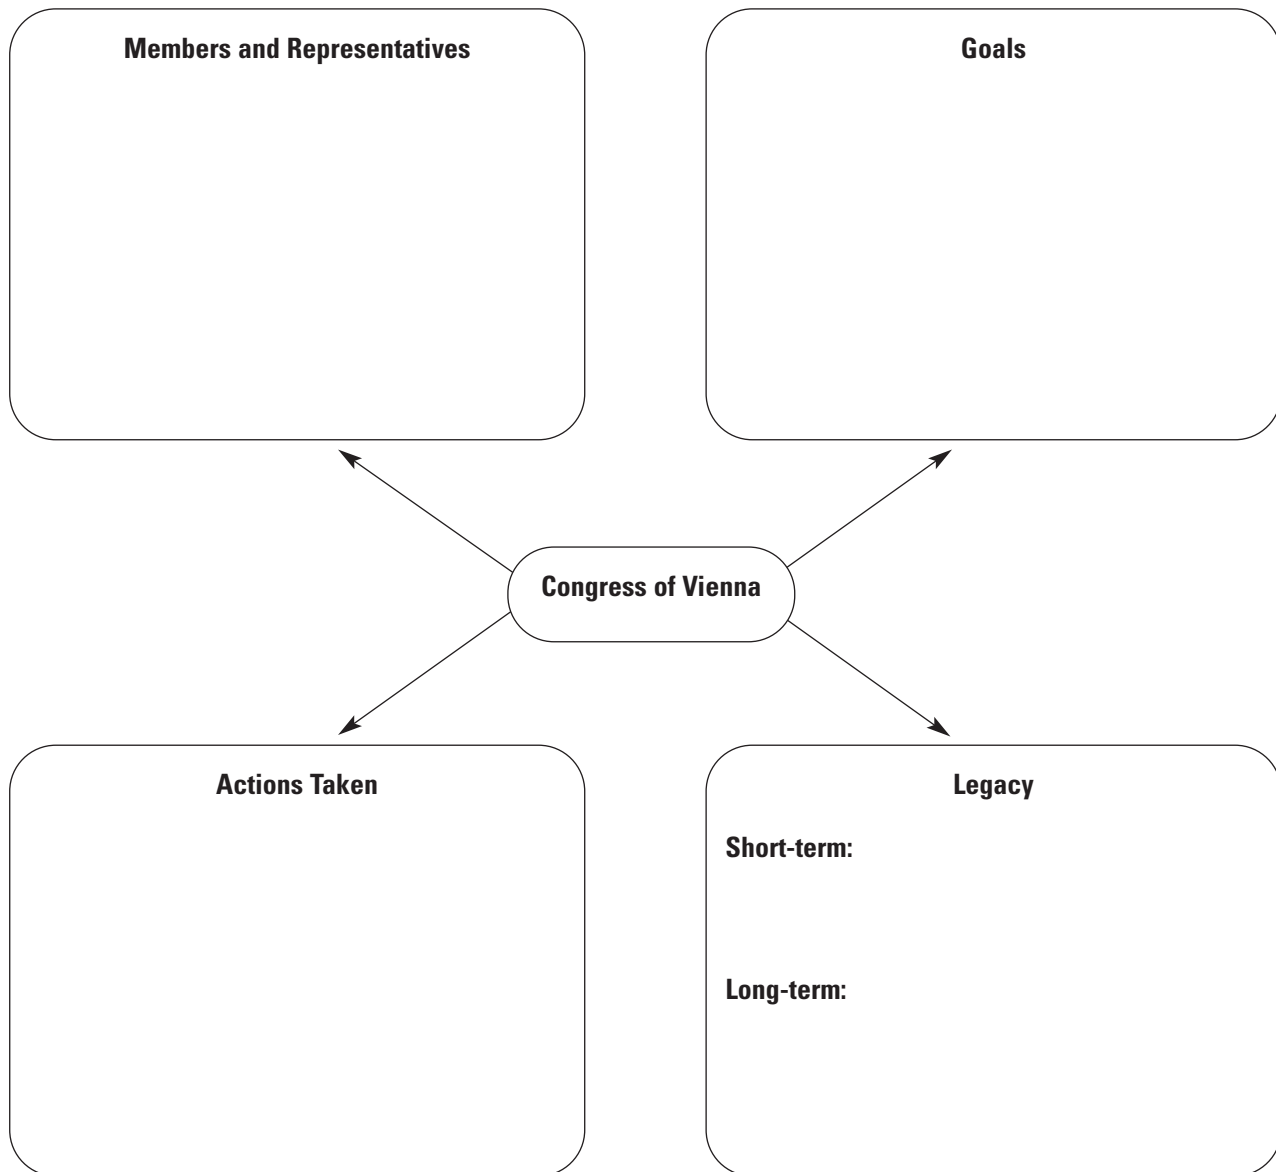 Members and Representatives
Goals
Congress of Vienna
Actions Taken
Legacy
Short-term:
Long-term: